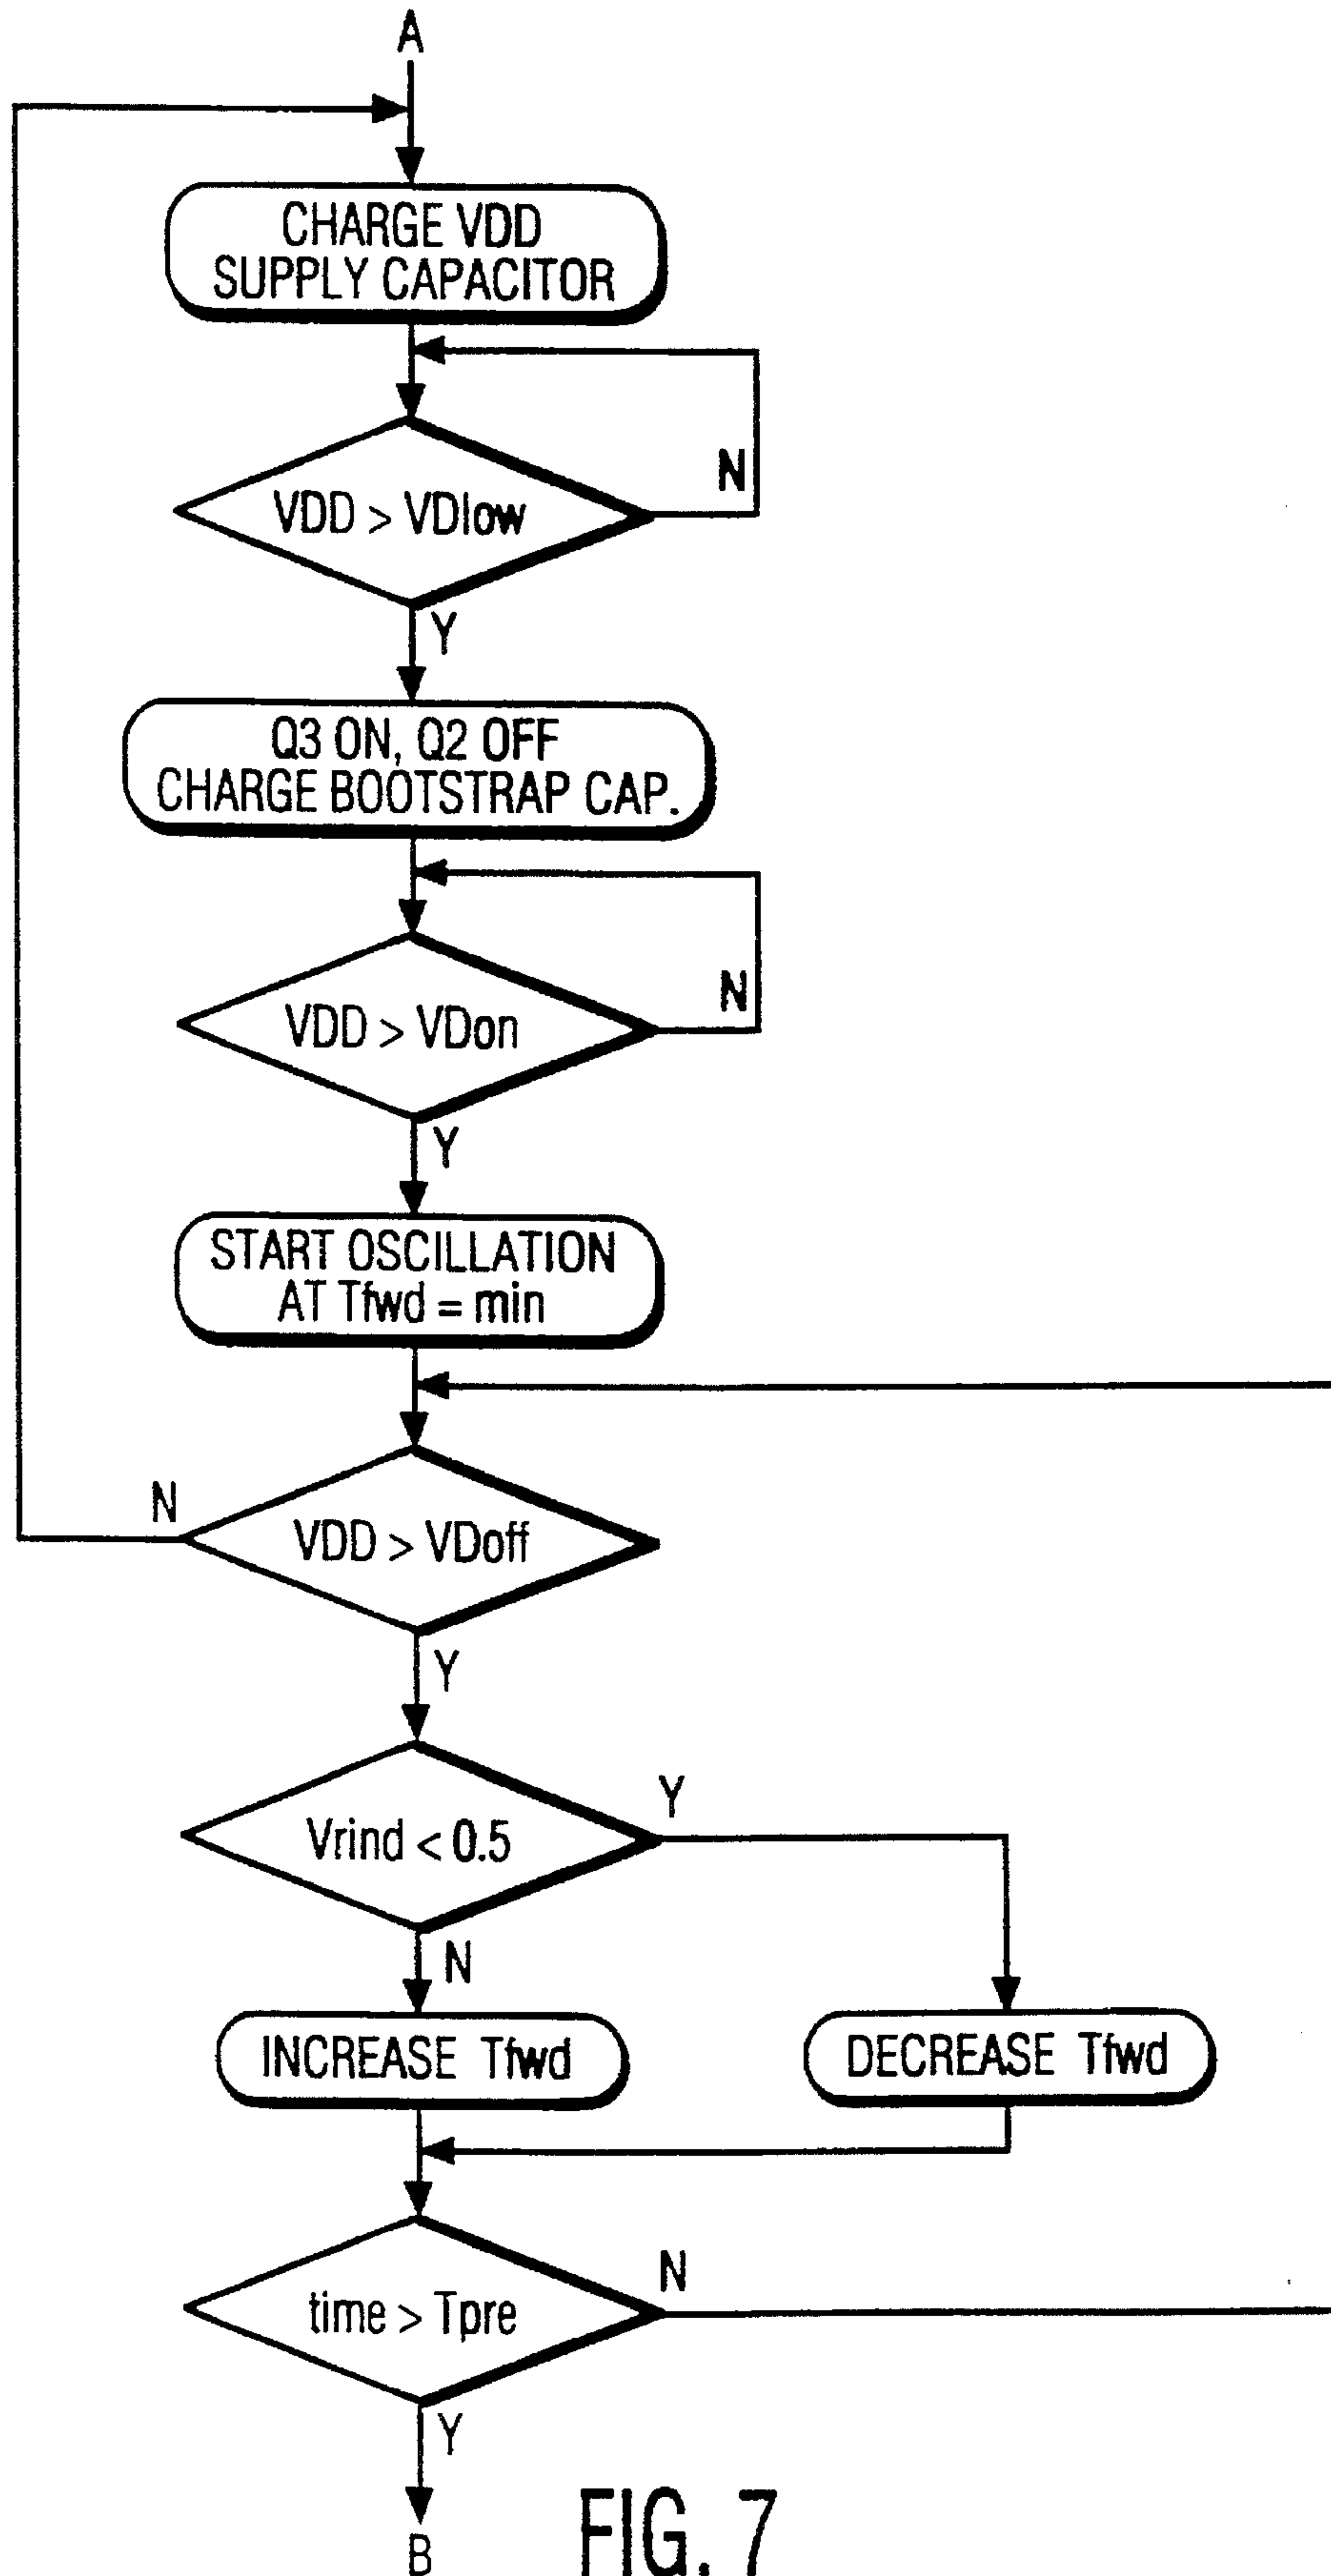 A
CHARGE VDD
SUPPLY CAPACITOR
N
VDD > VDlow
Y
Q3 ON, Q2 OFF
CHARGE BOOTSTRAP CAP.
N
VDD > VDon
Y
START OSCILLATION
AT Tfwd = min
N
VDD > VDoff
Y
Y
Vrind < 0.5
N
INCREASE Tfwd
DECREASE Tfwd
N
time > Tpre
Y
B
FIG. 7